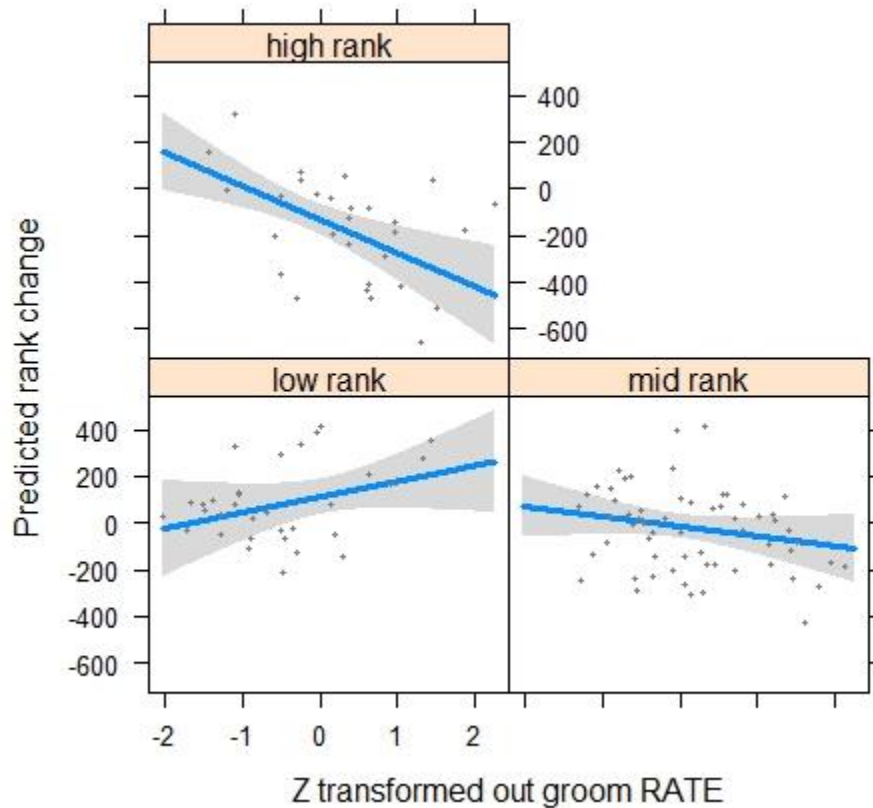 high rank
400
200
0
-200
-400
-600
Predicted rank change
low rank
mid rank
400
200
0
-200
-400
-600
-2 -1 0 1 2
Z transformed out groom RATE